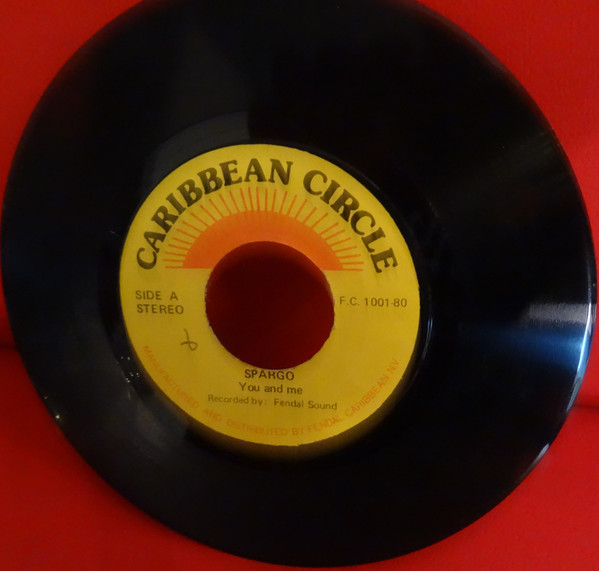 CARIBBEAN CIRCLE
SIDE A
STEREO
F.C. 1001-80
SPARGO
You and me
Recorded by: Fendal Sound
MANUFACTURED AND DISTRIBUTED BY FENDAL CARIBBEAN NV